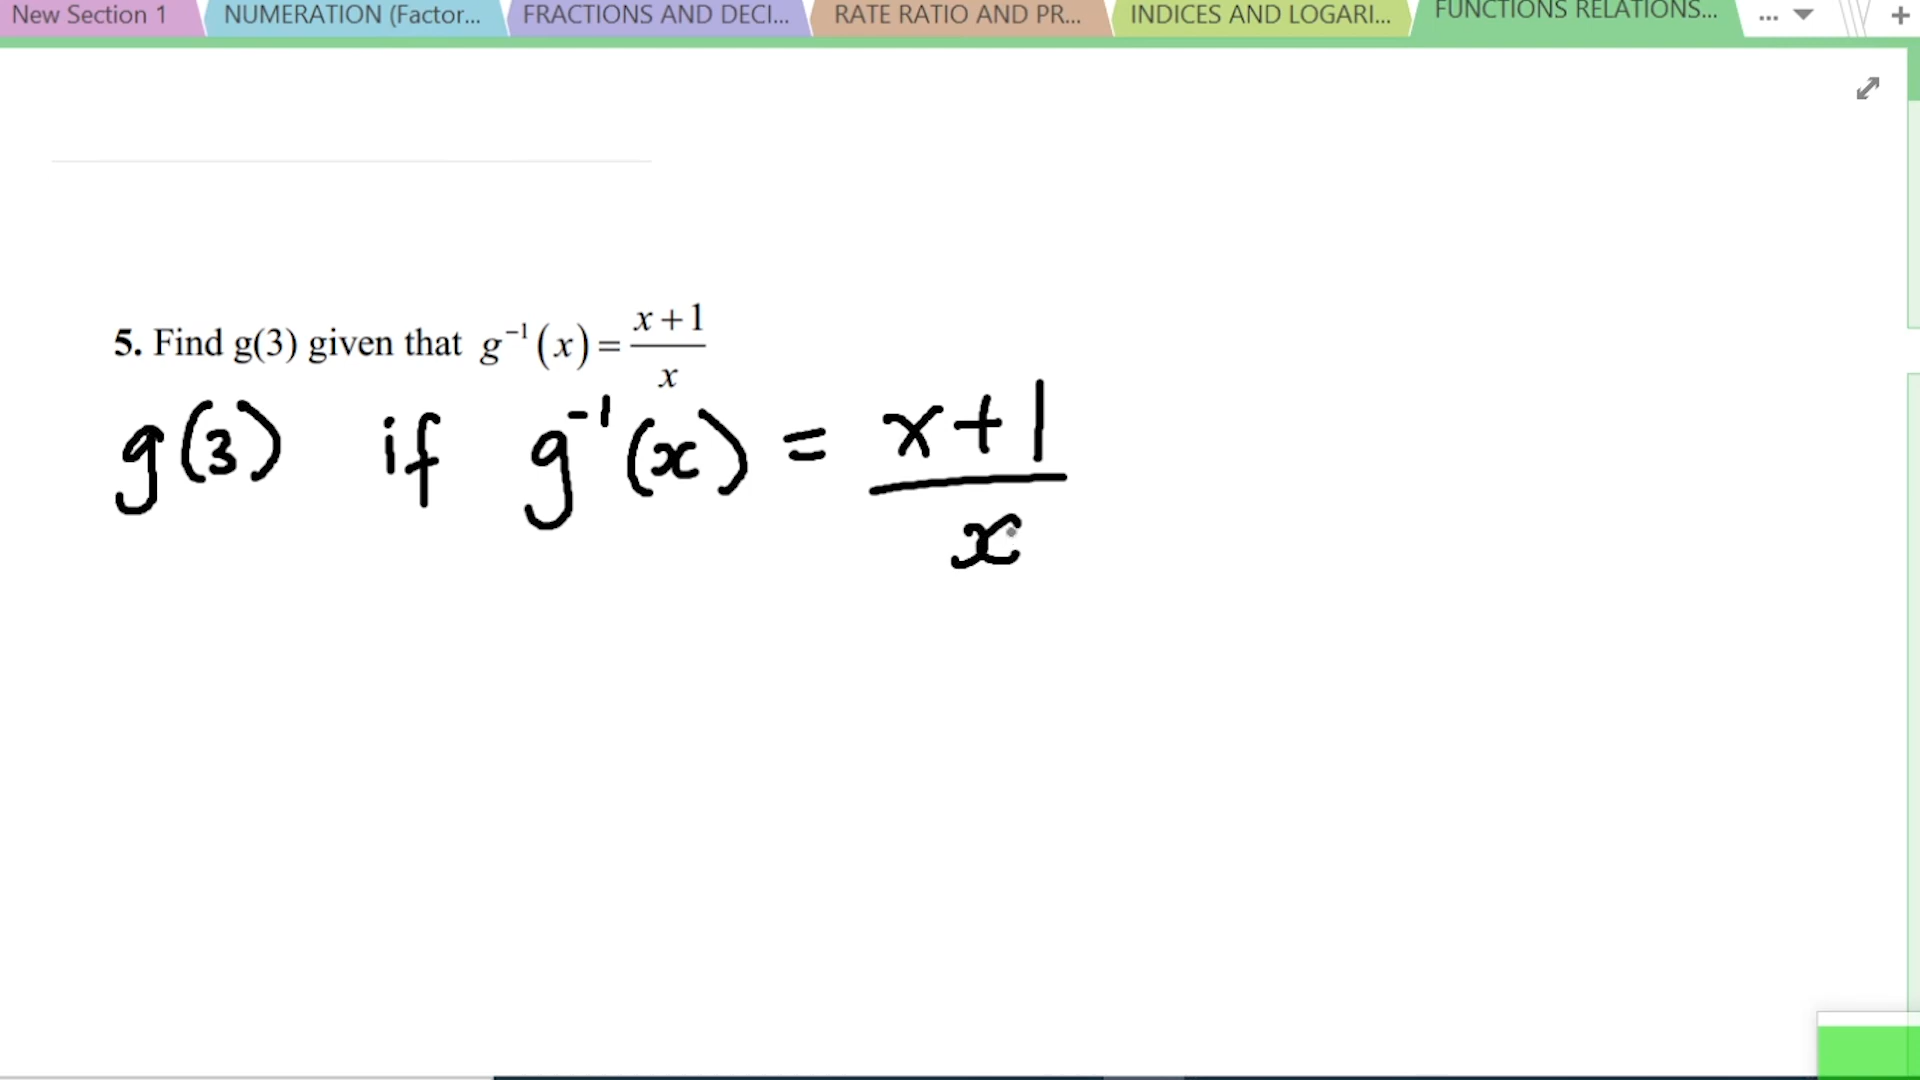 New Section 1 NUMERATION (Factor... FRACTIONS AND DECI... RATE RATIO AND PR... INDICES AND LOGARI... FUNCTIONS RELATIONS... ... +
5. Find g(3) given that g⁻¹(x) = (x+1)/x
g(3) if g⁻¹(x) = (x+1)/x